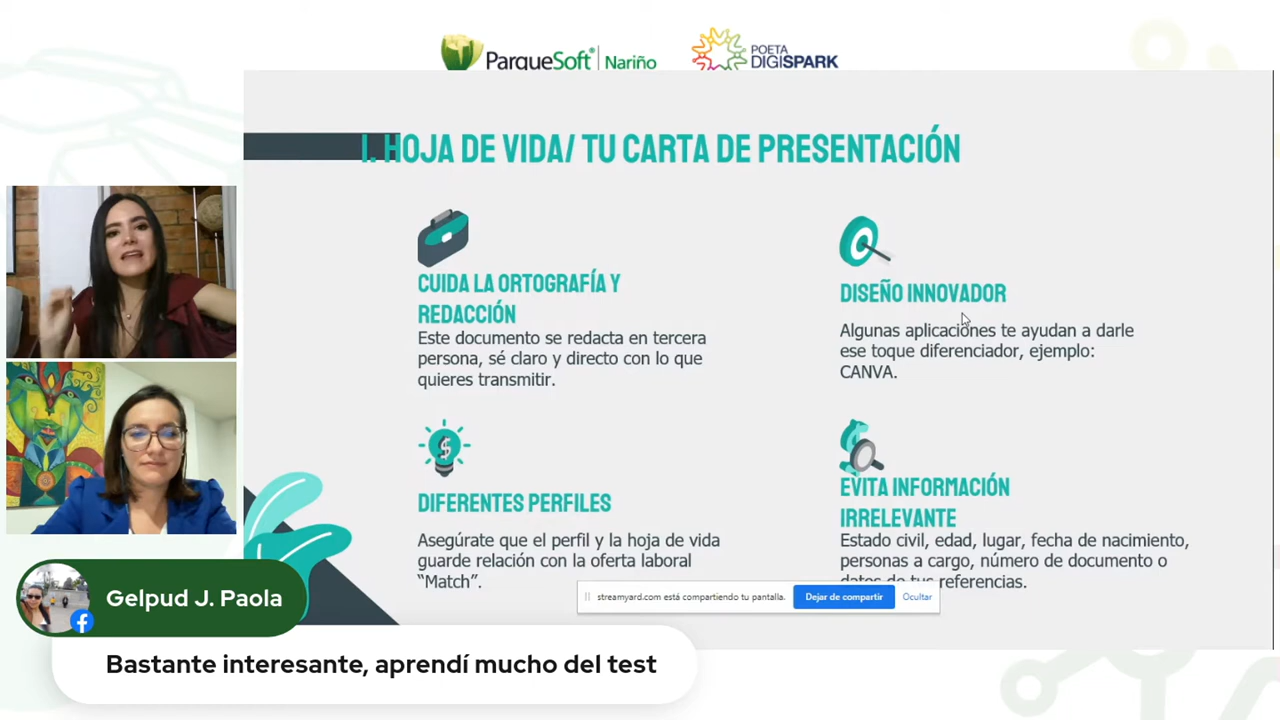 ParqueSoft | Nariño
POETA
DIGISPARK
I. HOJA DE VIDA/ TU CARTA DE PRESENTACIÓN
CUIDA LA ORTOGRAFÍA Y
REDACCIÓN
Este documento se redacta en tercera
persona, sé claro y directo con lo que
quieres transmitir.
DISEÑO INNOVADOR
Algunas aplicaciones te ayudan a darle
ese toque diferenciador, ejemplo:
CANVA.
DIFERENTES PERFILES
Asegúrate que el perfil y la hoja de vida
guarde relación con la oferta laboral
“Match”.
EVITA INFORMACIÓN
IRRELEVANTE
Estado civil, edad, lugar, fecha de nacimiento,
personas a cargo, número de documento o
datos de tus referencias.
streamyard.com está compartiendo tu pantalla.
Dejar de compartir
Ocultar
Gelpud J. Paola
Bastante interesante, aprendí mucho del test